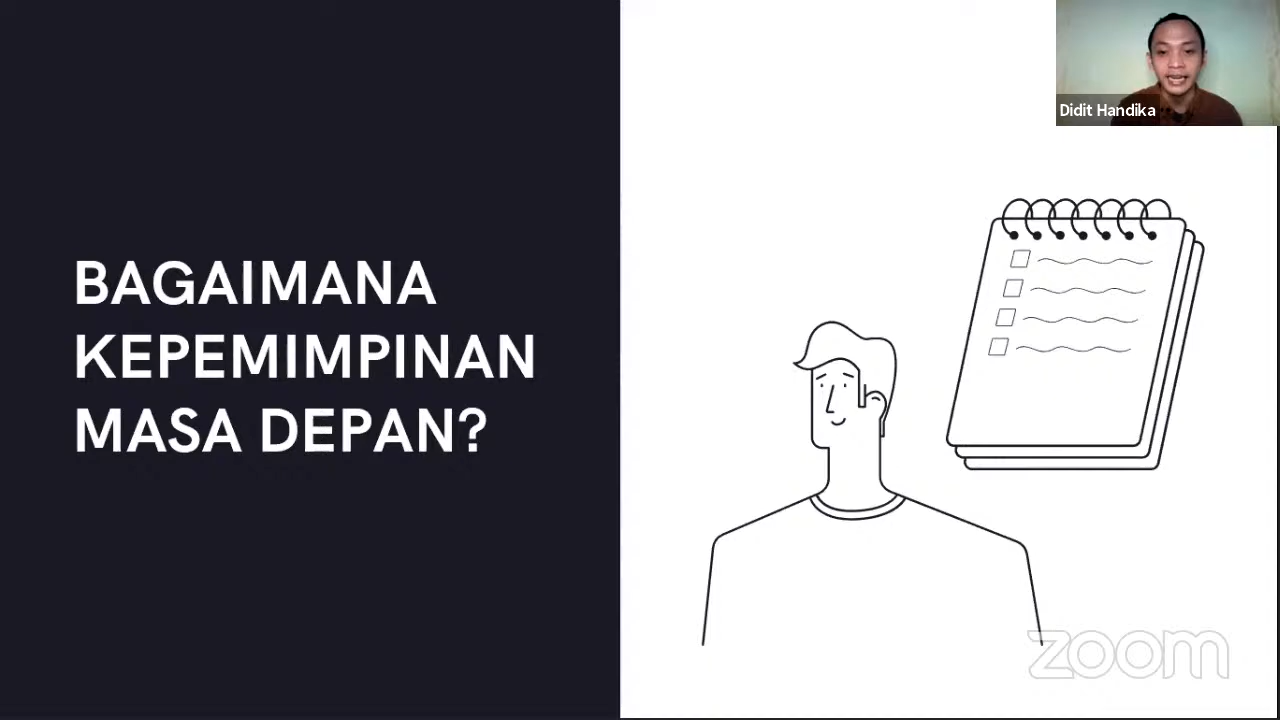 BAGAIMANA
KEPEMIMPINAN
MASA DEPAN?
Didit Handika
zoom